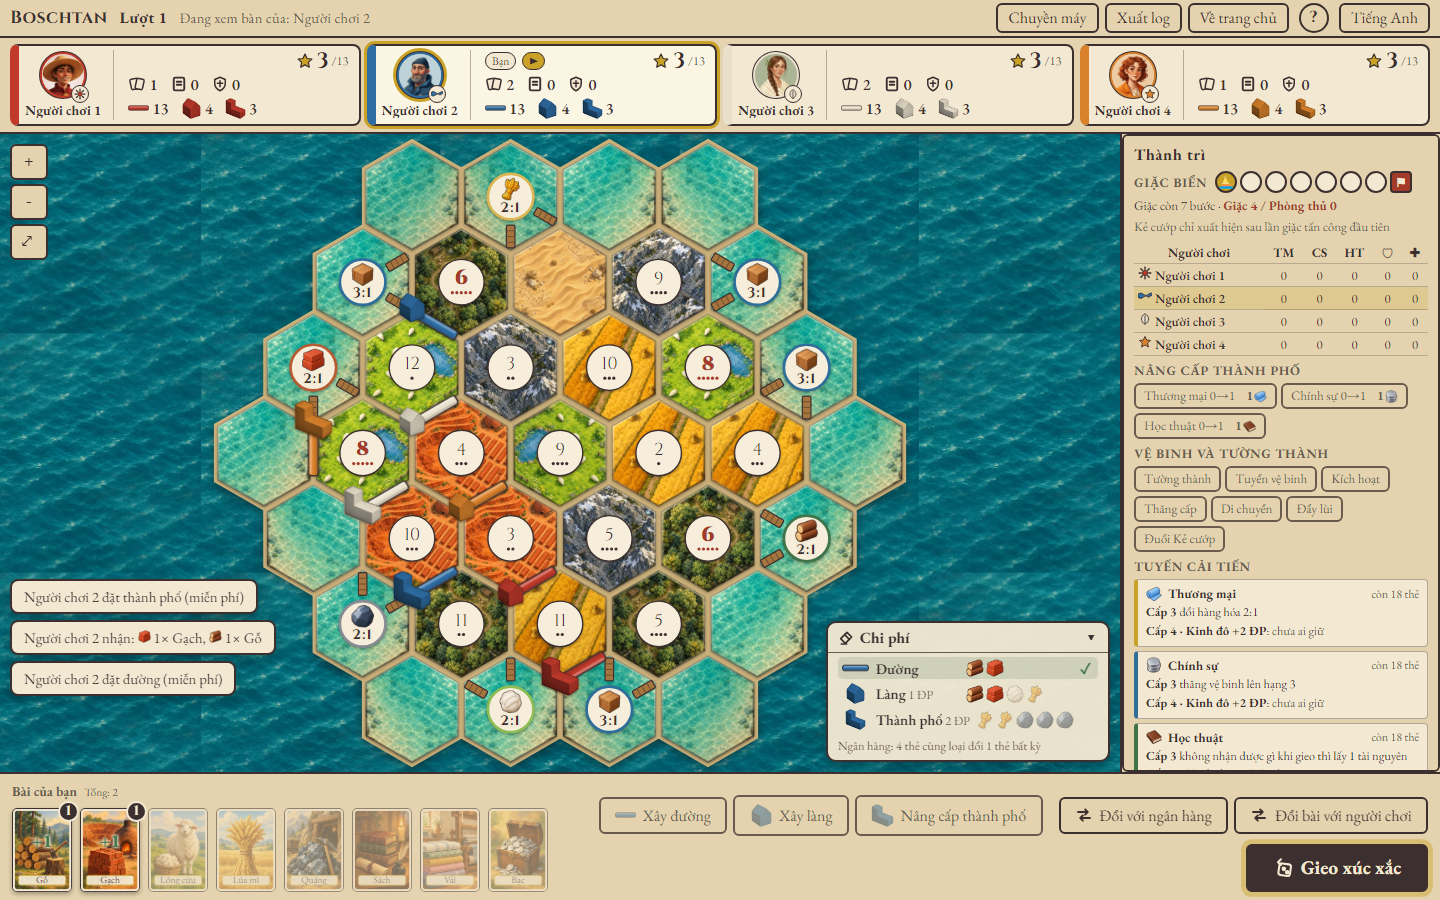 BOSCHTAN Lượt 1 Đang xem bàn của: Người chơi 2
Chuyền máy Xuất log Về trang chủ ? Tiếng Anh
3 /13
1 0 0
Người chơi 1 13 4 3
Bạn 3 /13
2 0 0
Người chơi 2 13 4 3
3 /13
2 0 0
Người chơi 3 13 4 3
3 /13
1 0 0
Người chơi 4 13 4 3
+
-
2:1
3:1 6 9 3:1
2:1 12 3 10 8 3:1
8 4 9 2 4
10 3 5 6 2:1
2:1 11 11 5
2:1 3:1
Người chơi 2 đặt thành phố (miễn phí)
Người chơi 2 nhận: 1× Gạch, 1× Gỗ
Người chơi 2 đặt đường (miễn phí)
Chi phí
Đường
Làng 1 ĐP
Thành phố 2 ĐP
Ngân hàng: 4 thẻ cùng loại đổi 1 thẻ bất kỳ
Thành trì
GIẶC BIỂN
Giặc còn 7 bước · Giặc 4 / Phòng thủ 0
Kẻ cướp chỉ xuất hiện sau lần giặc tấn công đầu tiên
Người chơi TM CS HT
Người chơi 1 0 0 0 0 0
Người chơi 2 0 0 0 0 0
Người chơi 3 0 0 0 0 0
Người chơi 4 0 0 0 0 0
NÂNG CẤP THÀNH PHỐ
Thương mại 0→1 1 Chính sự 0→1 1
Học thuật 0→1 1
VỆ BINH VÀ TƯỜNG THÀNH
Tường thành Tuyển vệ binh Kích hoạt
Thăng cấp Di chuyển Đẩy lùi
Đuổi Kẻ cướp
TUYẾN CẢI TIẾN
Thương mại còn 18 thẻ
Cấp 3 đổi hàng hóa 2:1
Cấp 4 · Kinh đô +2 ĐP: chưa ai giữ
Chính sự còn 18 thẻ
Cấp 3 thăng vệ binh lên hạng 3
Cấp 4 · Kinh đô +2 ĐP: chưa ai giữ
Học thuật còn 18 thẻ
Cấp 3 không nhận được gì khi gieo thì lấy 1 tài nguyên
Bài của bạn Tổng: 2
1 1
+1 +1
Gỗ Gạch Lông cừu Lúa mì Quặng Sách Vải Bạc
Xây đường Xây làng Nâng cấp thành phố Đổi với ngân hàng Đổi bài với người chơi
Gieo xúc xắc